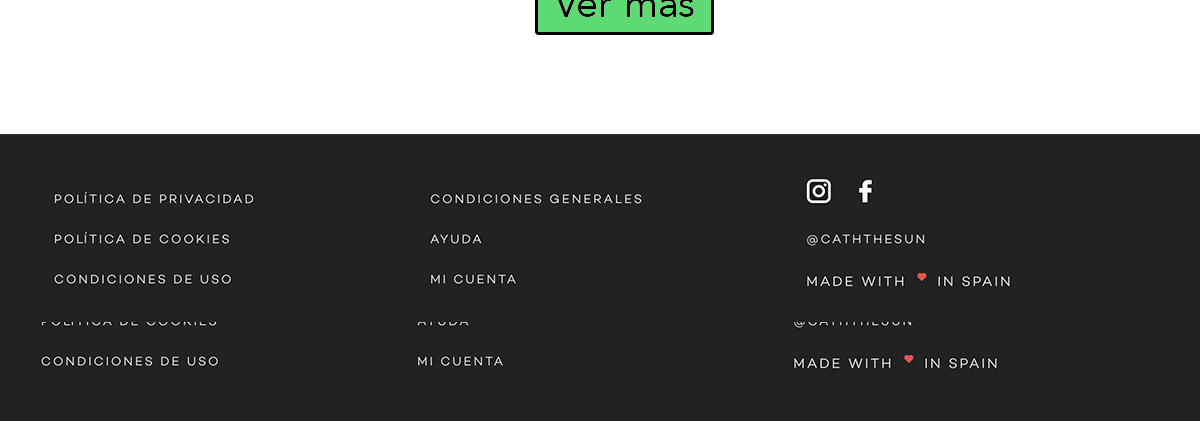 Ver más
POLÍTICA DE PRIVACIDAD
CONDICIONES GENERALES
POLÍTICA DE COOKIES
AYUDA
@CATHTHESUN
CONDICIONES DE USO
MI CUENTA
MADE WITH ♥ IN SPAIN
POLÍTICA DE COOKIES
AYUDA
@CATHTHESUN
CONDICIONES DE USO
MI CUENTA
MADE WITH ♥ IN SPAIN